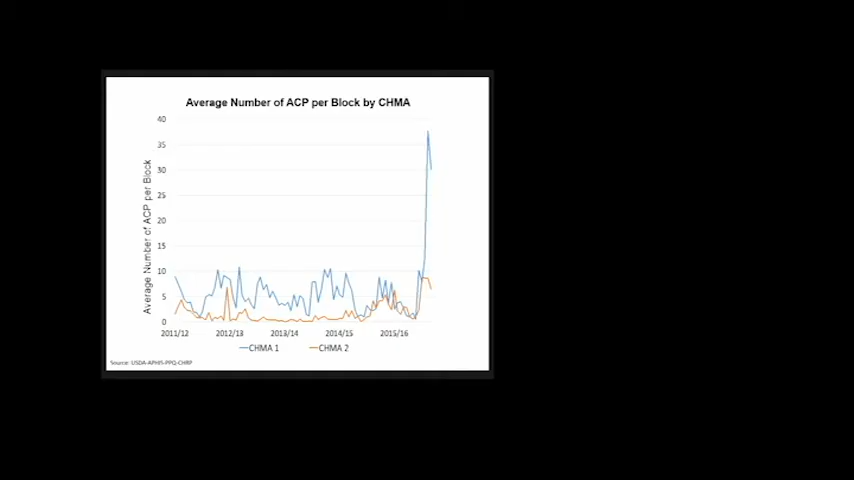 Average Number of ACP per Block by CHMA
Average Number of ACP per Block
40
35
30
25
20
15
10
5
0
2011/12 2012/13 2013/14 2014/15 2015/16
CHMA 1 CHMA 2
Source: USDA-APHIS-PPQ-CHRP